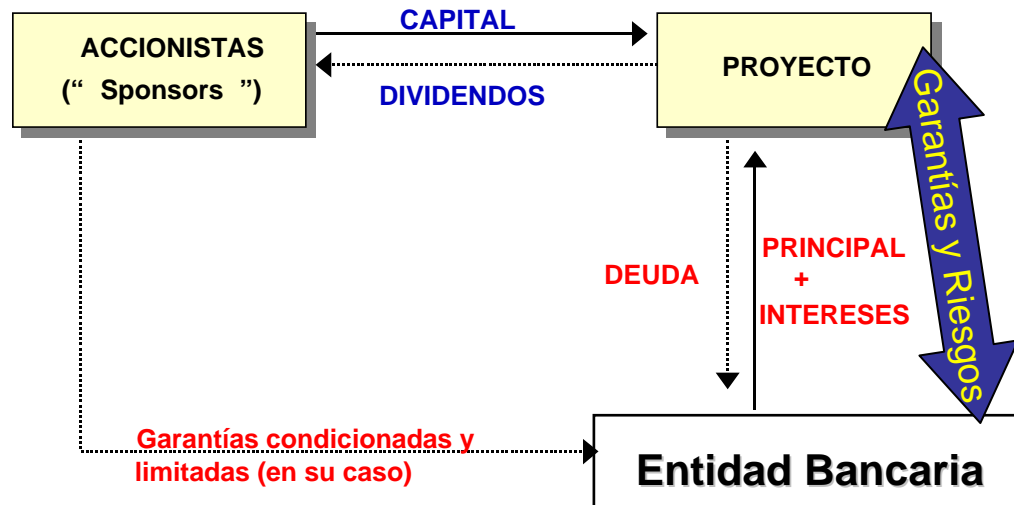 CAPITAL
ACCIONISTAS
(“ Sponsors ”)
DIVIDENDOS
PROYECTO
Garantías y Riesgos
DEUDA
PRINCIPAL
+
INTERESES
Garantías condicionadas y
limitadas (en su caso)
Entidad Bancaria